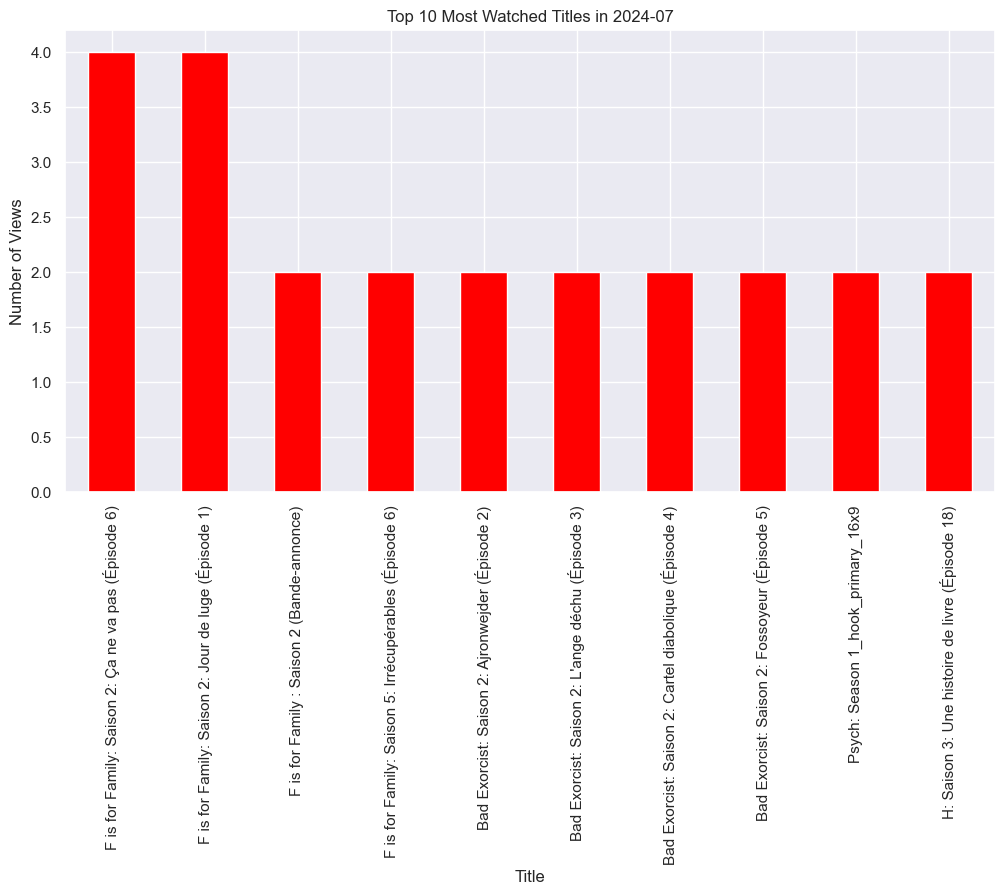 Top 10 Most Watched Titles in 2024-07
Number of Views
4.0
3.5
3.0
2.5
2.0
1.5
1.0
0.5
0.0
F is for Family: Saison 2: Ça ne va pas (Épisode 6)
F is for Family: Saison 2: Jour de luge (Épisode 1)
F is for Family : Saison 2 (Bande-annonce)
F is for Family: Saison 5: Irrécupérables (Épisode 6)
Bad Exorcist: Saison 2: Ajronwejder (Épisode 2)
Bad Exorcist: Saison 2: L'ange déchu (Épisode 3)
Bad Exorcist: Saison 2: Cartel diabolique (Épisode 4)
Bad Exorcist: Saison 2: Fossoyeur (Épisode 5)
Psych: Season 1_hook_primary_16x9
H: Saison 3: Une histoire de livre (Épisode 18)
Title